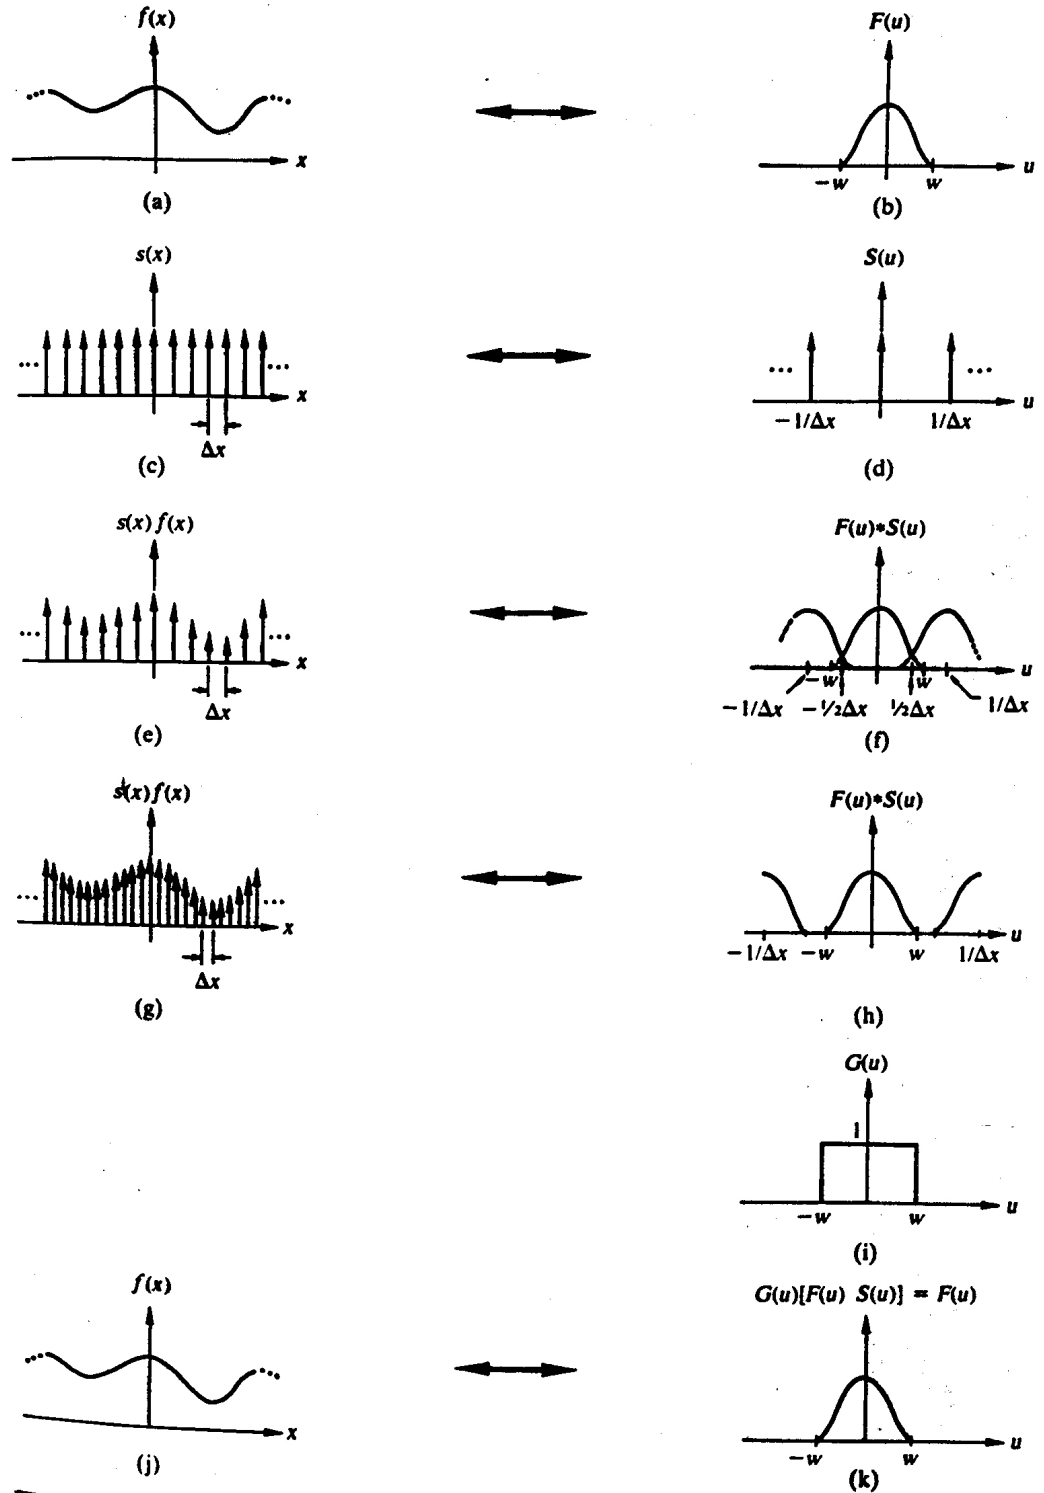 f(x)
F(u)
x
u
−w w
(a)
(b)
s(x)
S(u)
... ...
... ...
x
u
Δx
−1/Δx 1/Δx
(c)
(d)
s(x) f(x)
F(u)*S(u)
... ...
x
u
Δx
−w w
−1/Δx −½Δx ½Δx 1/Δx
(e)
(f)
s(x) f(x)
F(u)*S(u)
... ...
x
u
Δx
−1/Δx −w w 1/Δx
(g)
(h)
G(u)
1
u
−w w
(i)
f(x)
G(u)[F(u) S(u)] = F(u)
x
u
−w w
(j)
(k)